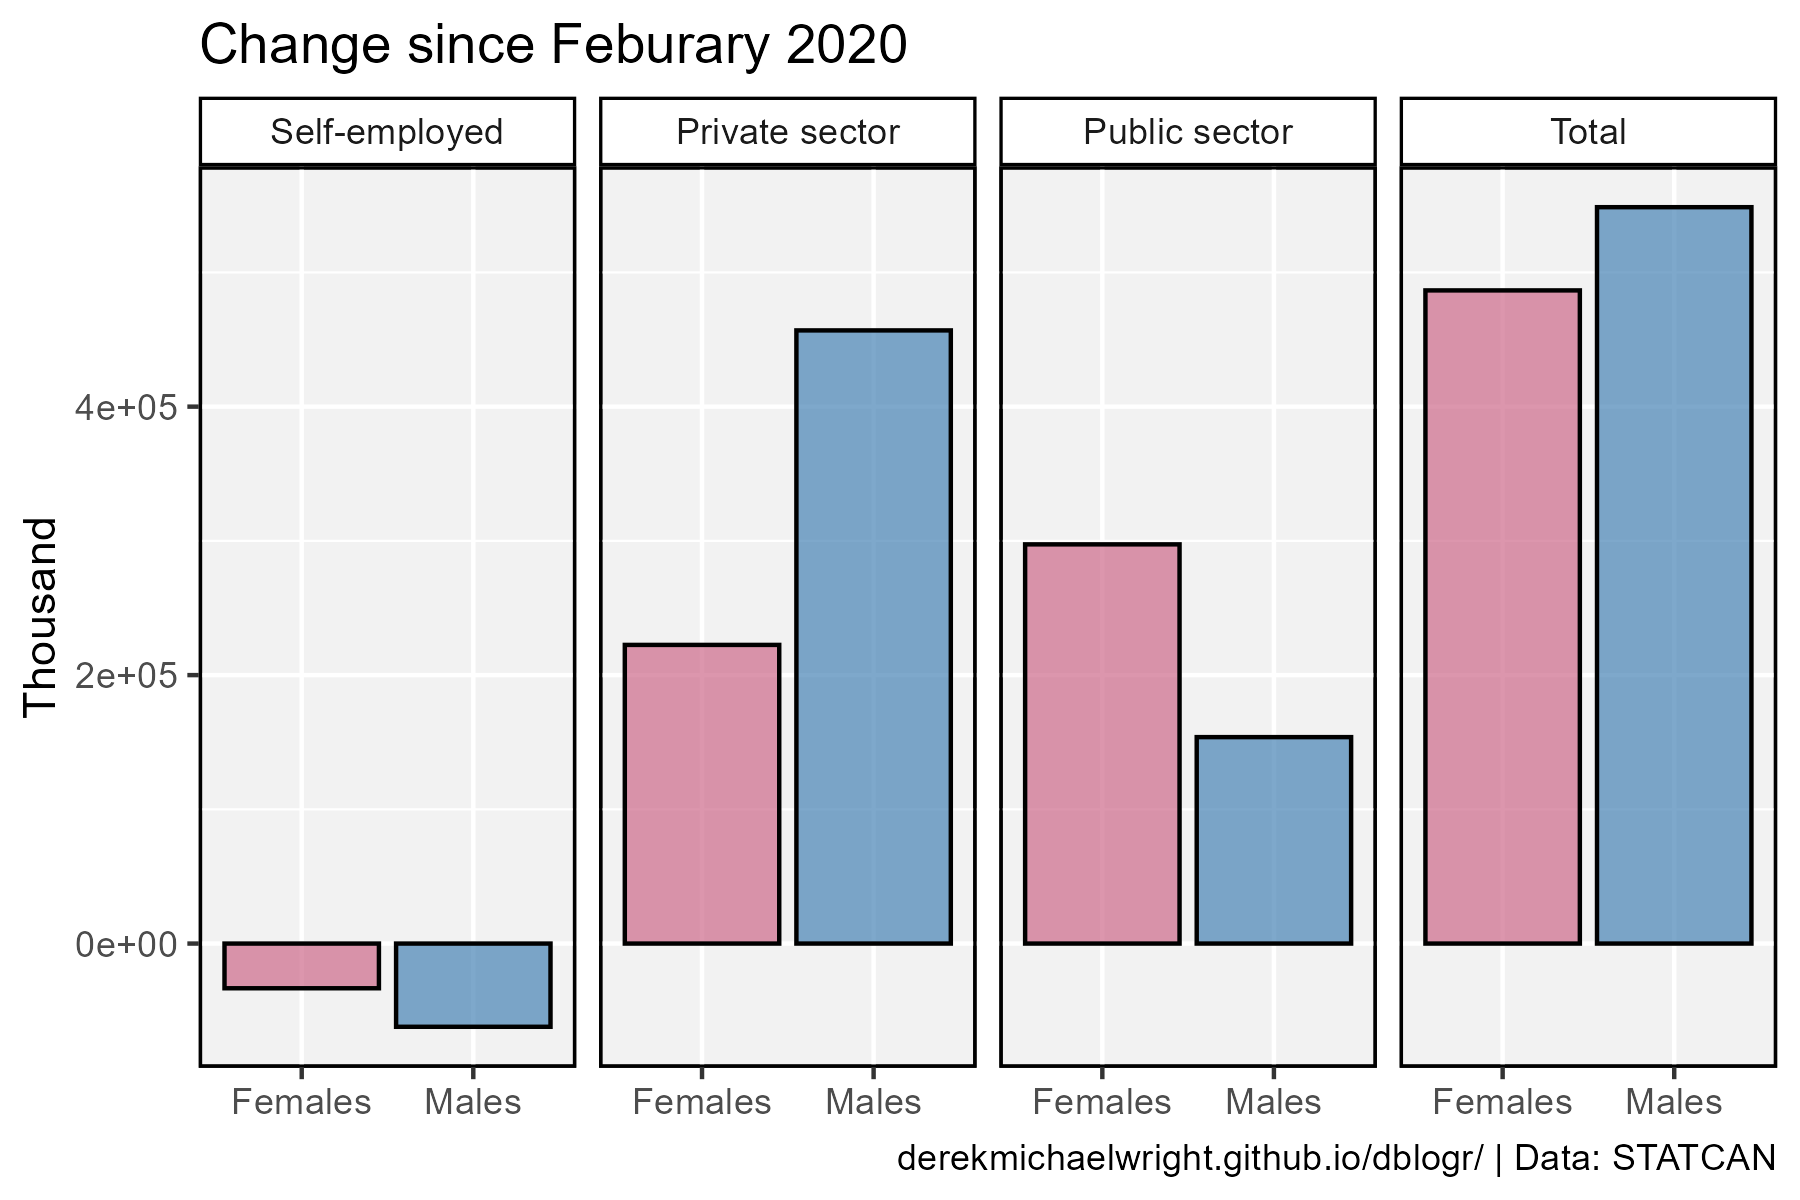 Change since Feburary 2020
Self-employed
Private sector
Public sector
Total
Thousand
4e+05
2e+05
0e+00
Females
Males
Females
Males
Females
Males
Females
Males
derekmichaelwright.github.io/dblogr/ | Data: STATCAN